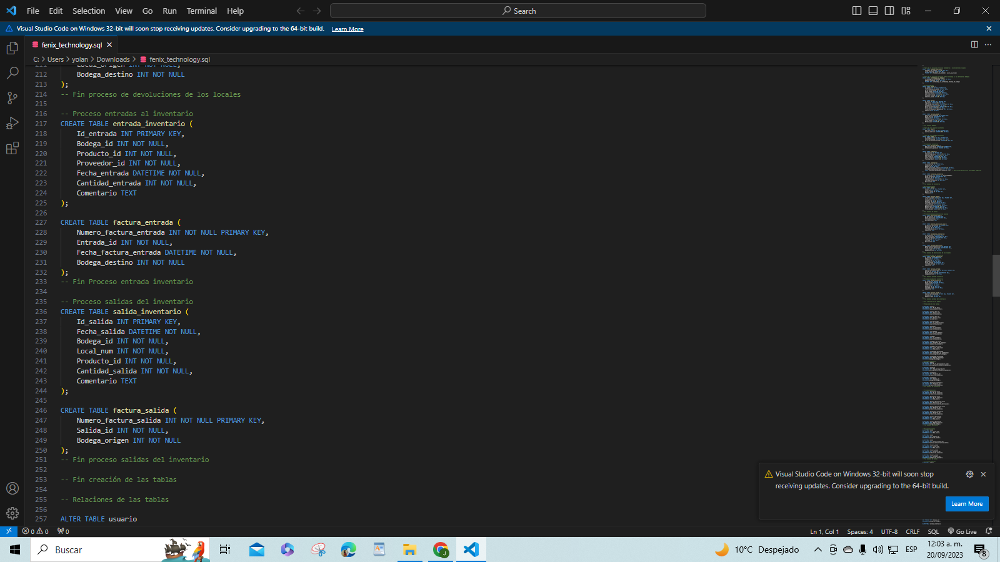 File Edit Selection View Go Run Terminal Help
Search
Visual Studio Code on Windows 32-bit will soon stop receiving updates. Consider upgrading to the 64-bit build. Learn More
fenix_technology.sql
C: > Users > yolan > Downloads > fenix_technology.sql
211 Local_origen INT NOT NULL,
212 Bodega_destino INT NOT NULL
213 );
214 -- Fin proceso de devoluciones de los locales
215
216 -- Proceso entradas al inventario
217 CREATE TABLE entrada_inventario (
218 Id_entrada INT PRIMARY KEY,
219 Bodega_id INT NOT NULL,
220 Producto_id INT NOT NULL,
221 Proveedor_id INT NOT NULL,
222 Fecha_entrada DATETIME NOT NULL,
223 Cantidad_entrada INT NOT NULL,
224 Comentario TEXT
225 );
226
227 CREATE TABLE factura_entrada (
228 Numero_factura_entrada INT NOT NULL PRIMARY KEY,
229 Entrada_id INT NOT NULL,
230 Fecha_factura_entrada DATETIME NOT NULL,
231 Bodega_destino INT NOT NULL
232 );
233 -- Fin Proceso entrada inventario
234
235 -- Proceso salidas del inventario
236 CREATE TABLE salida_inventario (
237 Id_salida INT PRIMARY KEY,
238 Fecha_salida DATETIME NOT NULL,
239 Bodega_id INT NOT NULL,
240 Local_num INT NOT NULL,
241 Producto_id INT NOT NULL,
242 Cantidad_salida INT NOT NULL,
243 Comentario TEXT
244 );
245
246 CREATE TABLE factura_salida (
247 Numero_factura_salida INT NOT NULL PRIMARY KEY,
248 Salida_id INT NOT NULL,
249 Bodega_origen INT NOT NULL
250 );
251 -- Fin proceso salidas del inventario
252
253 -- Fin creación de las tablas
254
255 -- Relaciones de las tablas
256
257 ALTER TABLE usuario
Visual Studio Code on Windows 32-bit will soon stop
receiving updates. Consider upgrading to the 64-bit build.
Learn More
0 0 0 Ln 1, Col 1 Spaces: 4 UTF-8 CRLF SQL Go Live
Buscar
10°C Despejado
ESP
12:03 a. m.
20/09/2023
8